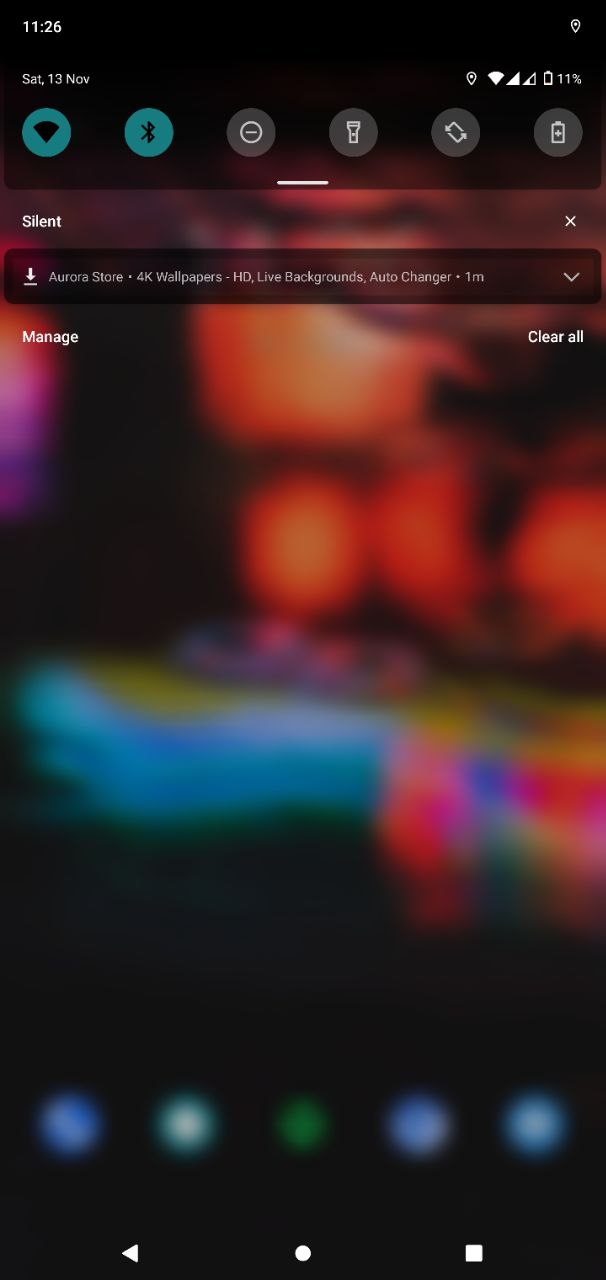 11:26
Sat, 13 Nov
11%
Silent
Aurora Store • 4K Wallpapers - HD, Live Backgrounds, Auto Changer • 1m
Manage
Clear all